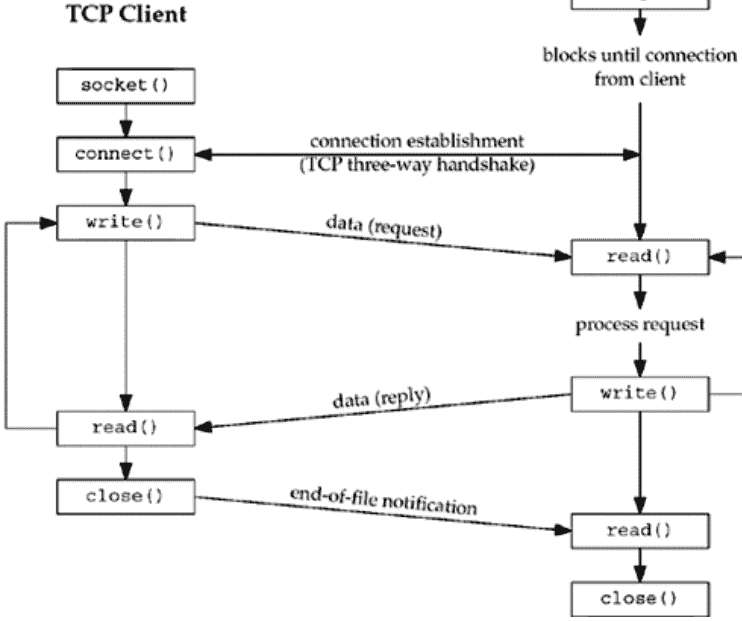 TCP Client
blocks until connection
from client
socket()
connection establishment
(TCP three-way handshake)
connect()
write()
data (request)
read()
process request
write()
data (reply)
read()
close()
end-of-file notification
read()
close()